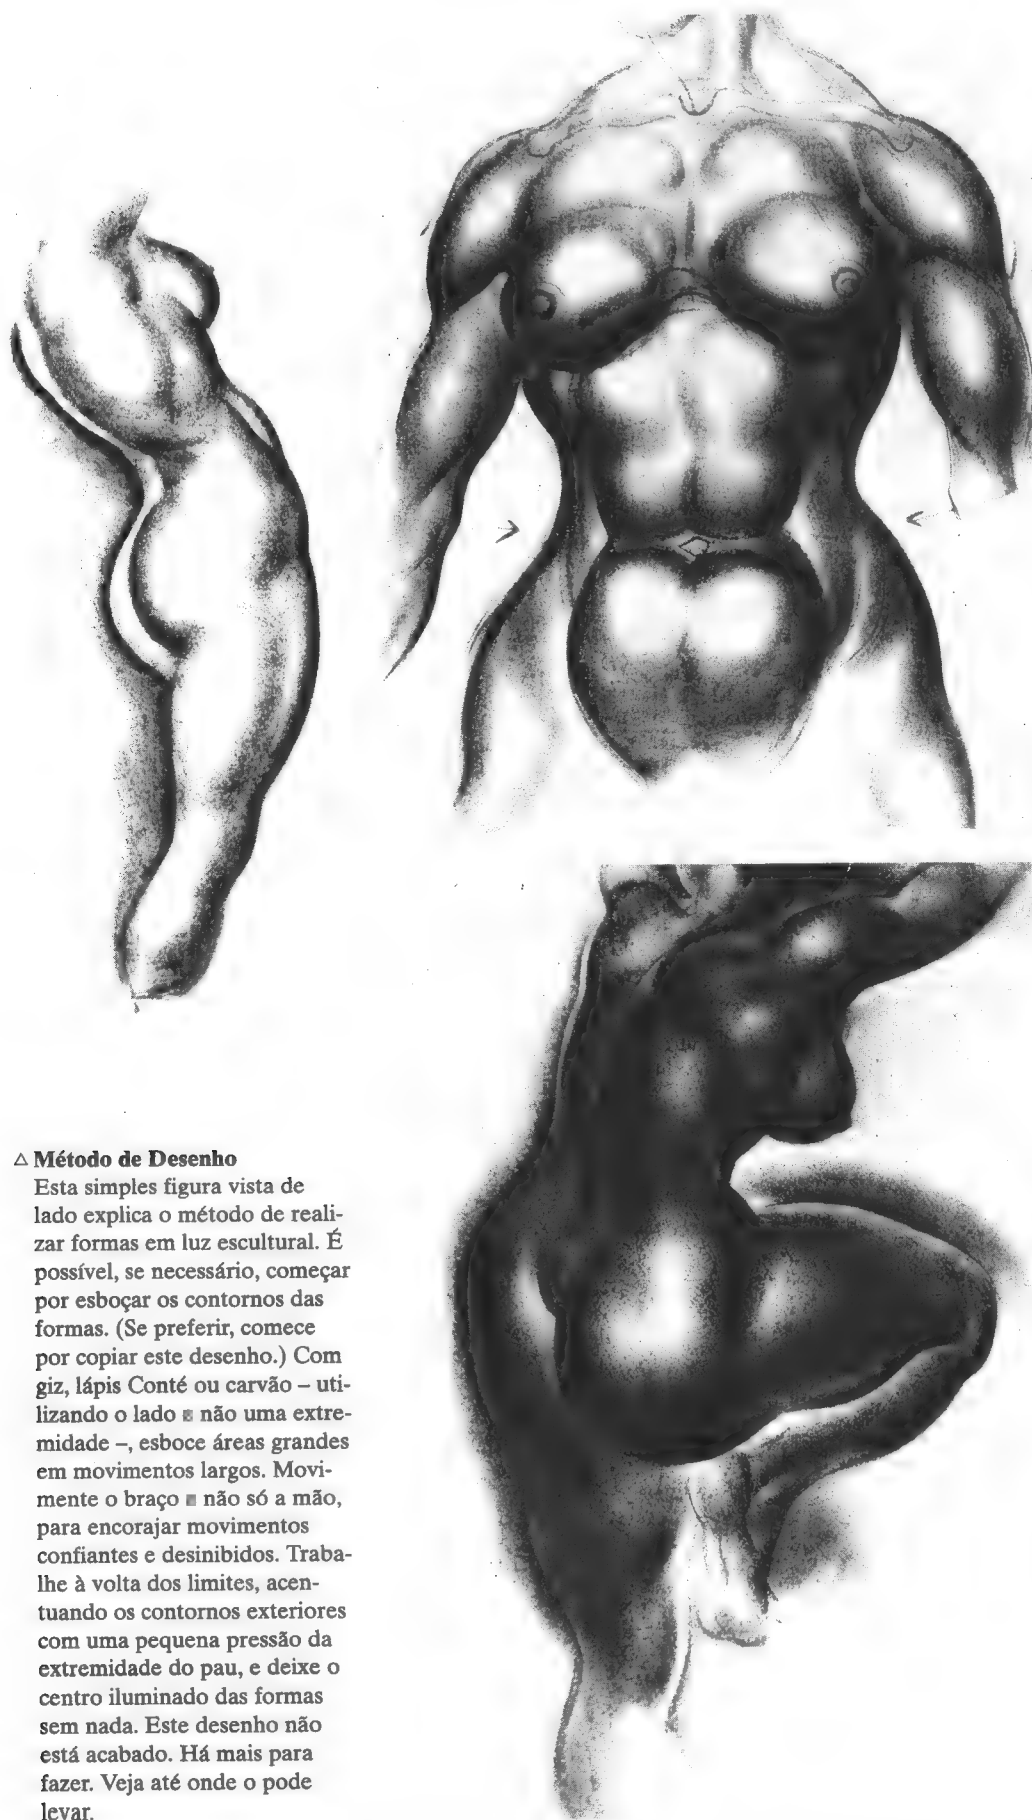 △ Método de Desenho
Esta simples figura vista de
lado explica o método de reali-
zar formas em luz escultural. É
possível, se necessário, começar
por esboçar os contornos das
formas. (Se preferir, comece
por copiar este desenho.) Com
giz, lápis Conté ou carvão – uti-
lizando o lado não uma extre-
midade –, esboce áreas grandes
em movimentos largos. Movi-
mente o braço não só a mão,
para encorajar movimentos
confiantes e desinibidos. Traba-
lhe à volta dos limites, acen-
tuando os contornos exteriores
com uma pequena pressão da
extremidade do pau, e deixe o
centro iluminado das formas
sem nada. Este desenho não
está acabado. Há mais para
fazer. Veja até onde o pode
levar.